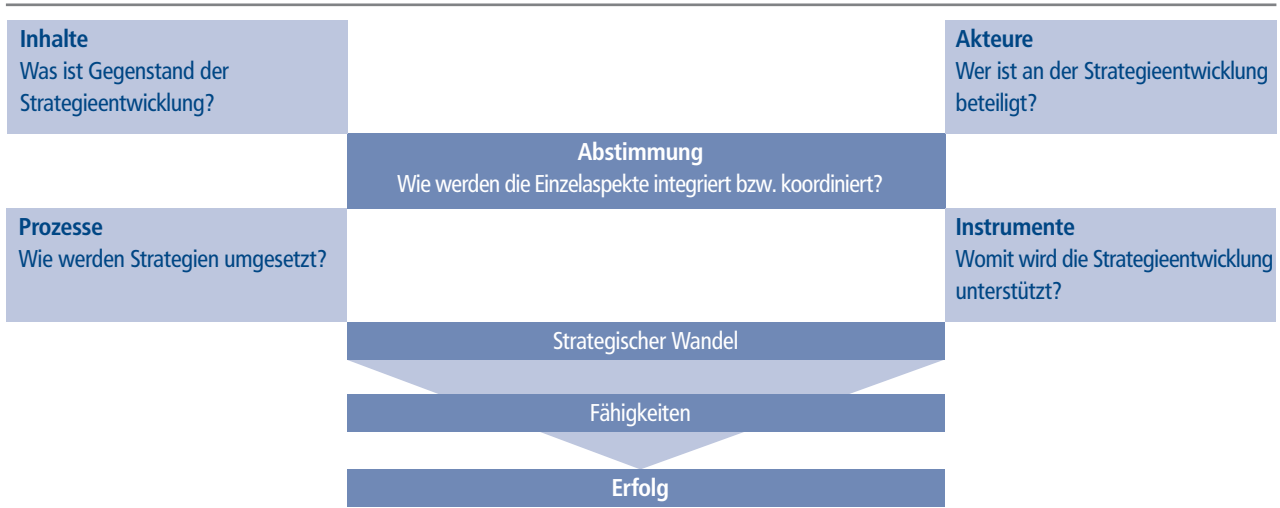 Inhalte
Was ist Gegenstand der
Strategieentwicklung?
Akteure
Wer ist an der Strategieentwicklung
beteiligt?
Abstimmung
Wie werden die Einzelaspekte integriert bzw. koordiniert?
Prozesse
Wie werden Strategien umgesetzt?
Instrumente
Womit wird die Strategieentwicklung
unterstützt?
Strategischer Wandel
Fähigkeiten
Erfolg